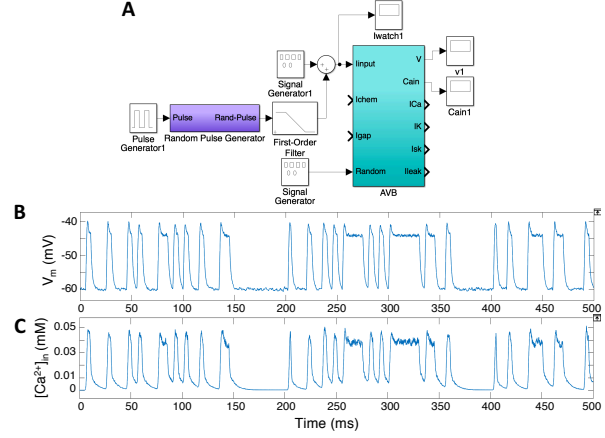 A
Iwatch1
Signal
Generator1
Iinput
V
v1
Cain
Cain1
Ichem
ICa
Pulse
Rand-Pulse
Pulse
Generator1
Random Pulse Generator
First-Order
Filter
Igap
IK
Isk
Signal
Generator
Random
Ileak
AVB
B
Vm (mV)
-40
-50
-60
0 50 100 150 200 250 300 350 400 450 500
C
[Ca2+]in (mM)
0.05
0.03
0.01
0
0 50 100 150 200 250 300 350 400 450 500
Time (ms)